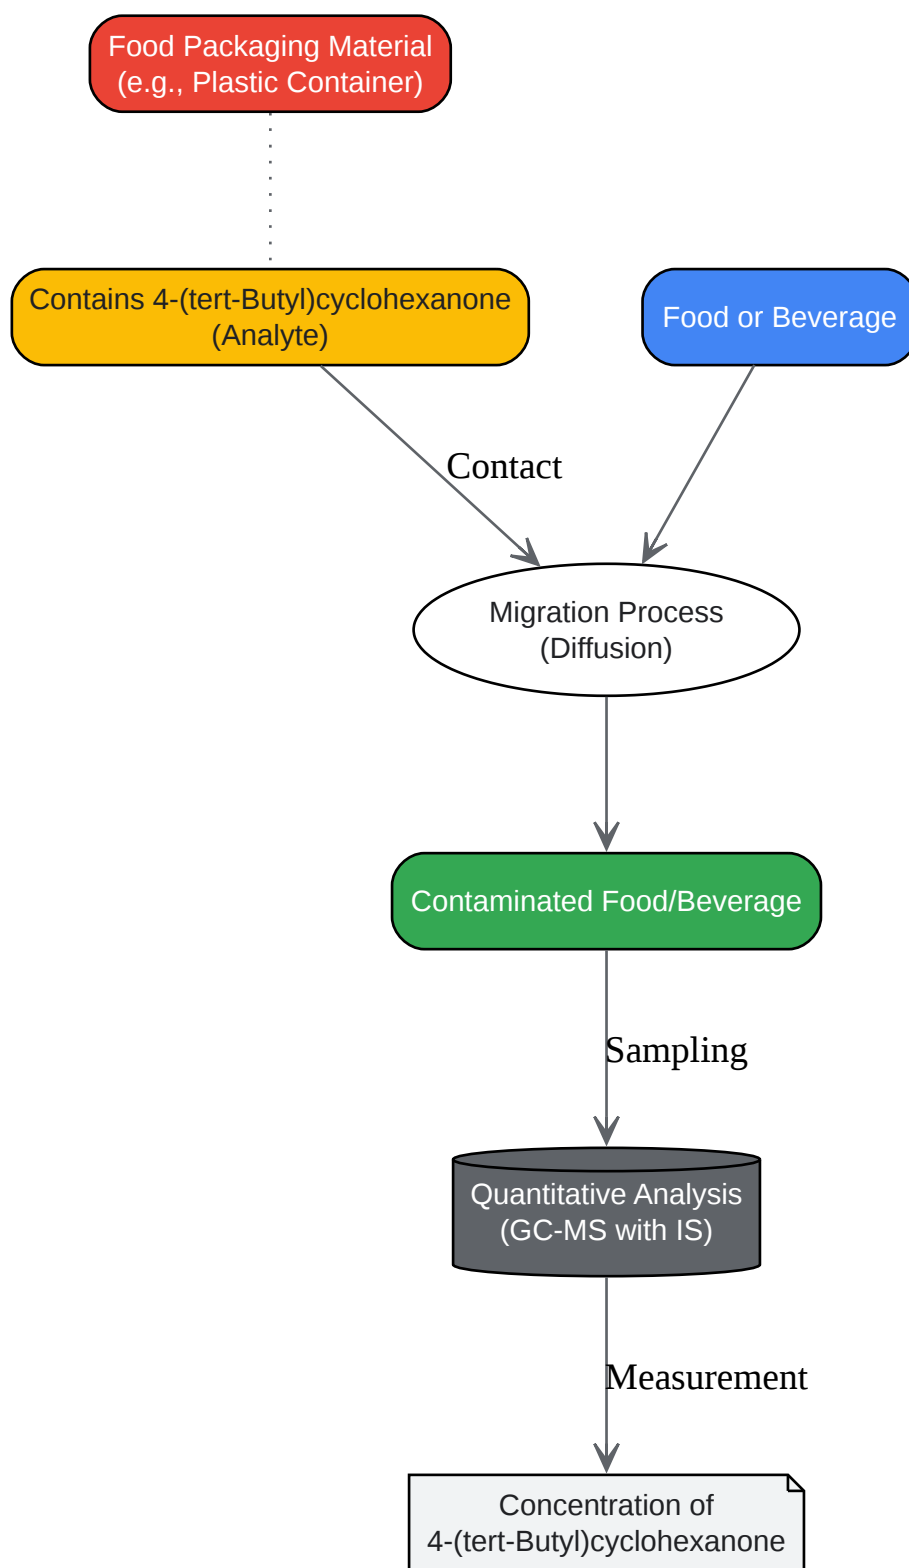 Food Packaging Material
(e.g., Plastic Container)
Contains 4-(tert-Butyl)cyclohexanone
(Analyte)
Food or Beverage
Contact
Migration Process
(Diffusion)
Contaminated Food/Beverage
Sampling
Quantitative Analysis
(GC-MS with IS)
Measurement
Concentration of
4-(tert-Butyl)cyclohexanone